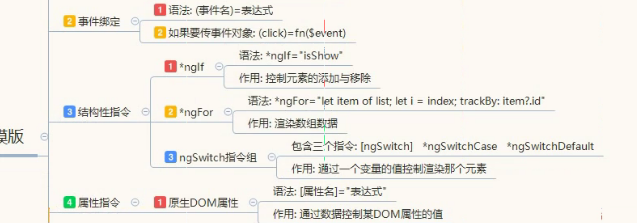 1 语法: (事件名)=表达式
2 事件绑定
2 如果要传事件对象: (click)=fn($event)
语法: *ngIf="isShow"
1 *ngIf
作用: 控制元素的添加与移除
语法: *ngFor="let item of list; let i = index; trackBy: item?.id"
3 结构性指令
2 *ngFor
作用: 渲染数组数据
模版
包含三个指令: [ngSwitch] *ngSwitchCase *ngSwitchDefault
3 ngSwitch指令组
作用: 通过一个变量的值控制渲染那个元素
语法: [属性名]="表达式"
4 属性指令
1 原生DOM属性
作用: 通过数据控制某DOM属性的值